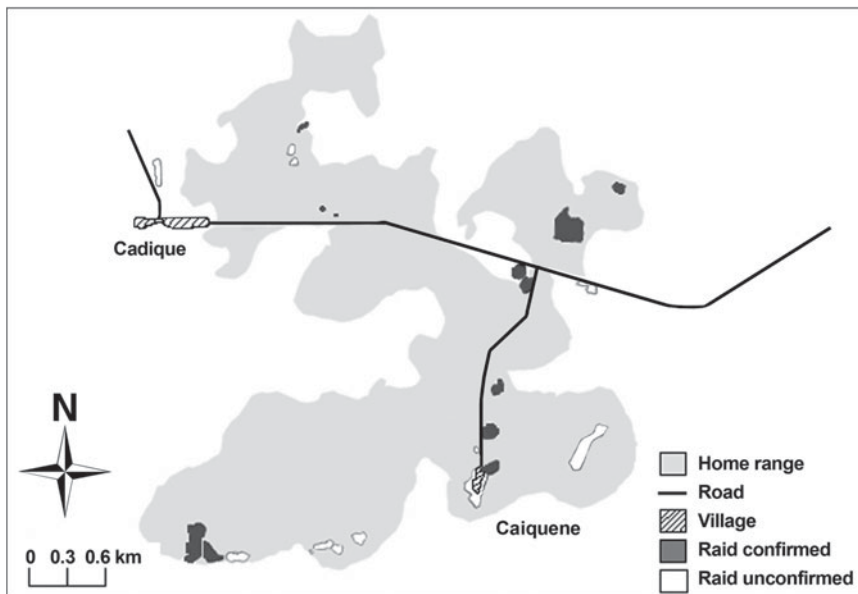 Cadique
N
Caiquene
0 0.3 0.6 km
Home range
Road
Village
Raid confirmed
Raid unconfirmed